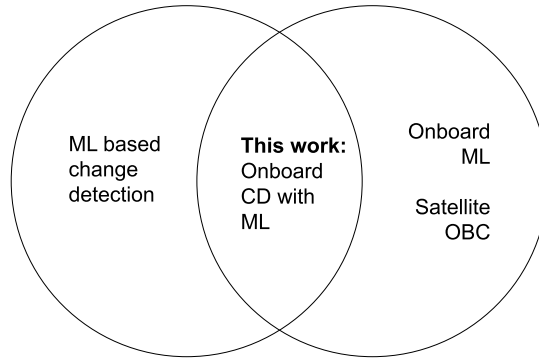 ML based
change
detection
This work:
Onboard
CD with
ML
Onboard
ML
Satellite
OBC